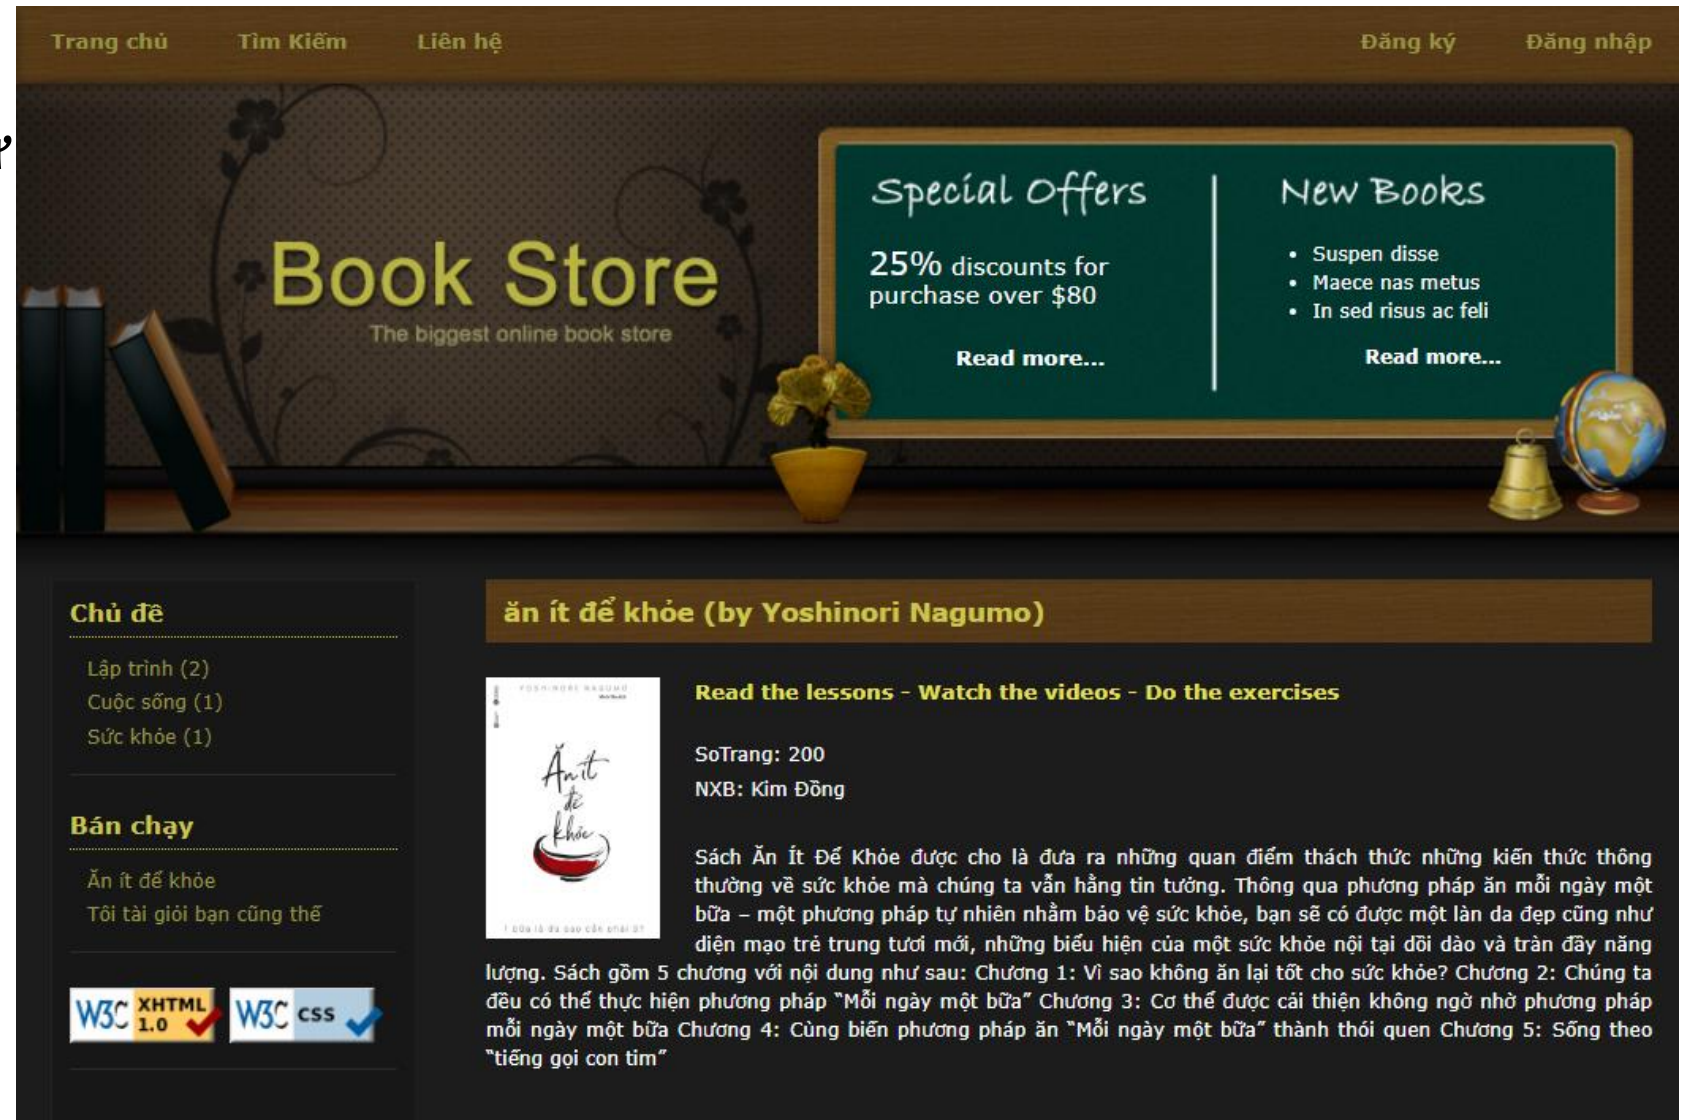 Trang chủ Tìm Kiếm Liên hệ Đăng ký Đăng nhập
Book Store
The biggest online book store
Special Offers
25% discounts for
purchase over $80
Read more...
New Books
Suspen disse
Maece nas metus
In sed risus ac feli
Read more...
Chủ đề
Lập trình (2)
Cuộc sống (1)
Sức khỏe (1)
Bán chạy
Ăn ít để khỏe
Tôi tài giỏi bạn cũng thế
W3C XHTML 1.0
W3C css
ăn ít để khỏe (by Yoshinori Nagumo)
YOSHINORI NAGUMO
Ăn ít
để
khỏe
Read the lessons - Watch the videos - Do the exercises
SoTrang: 200
NXB: Kim Đồng
Sách Ăn Ít Để Khỏe được cho là đưa ra những quan điểm thách thức những kiến thức thông
thường về sức khỏe mà chúng ta vẫn hằng tin tưởng. Thông qua phương pháp ăn mỗi ngày một
bữa – một phương pháp tự nhiên nhằm bảo vệ sức khỏe, bạn sẽ có được một làn da đẹp cũng như
diện mạo trẻ trung tươi mới, những biểu hiện của một sức khỏe nội tại dồi dào và tràn đầy năng
lượng. Sách gồm 5 chương với nội dung như sau: Chương 1: Vì sao không ăn lại tốt cho sức khỏe? Chương 2: Chúng ta
đều có thể thực hiện phương pháp “Mỗi ngày một bữa” Chương 3: Cơ thể được cải thiện không ngờ nhờ phương pháp
mỗi ngày một bữa Chương 4: Cùng biến phương pháp ăn “Mỗi ngày một bữa” thành thói quen Chương 5: Sống theo
“tiếng gọi con tim”